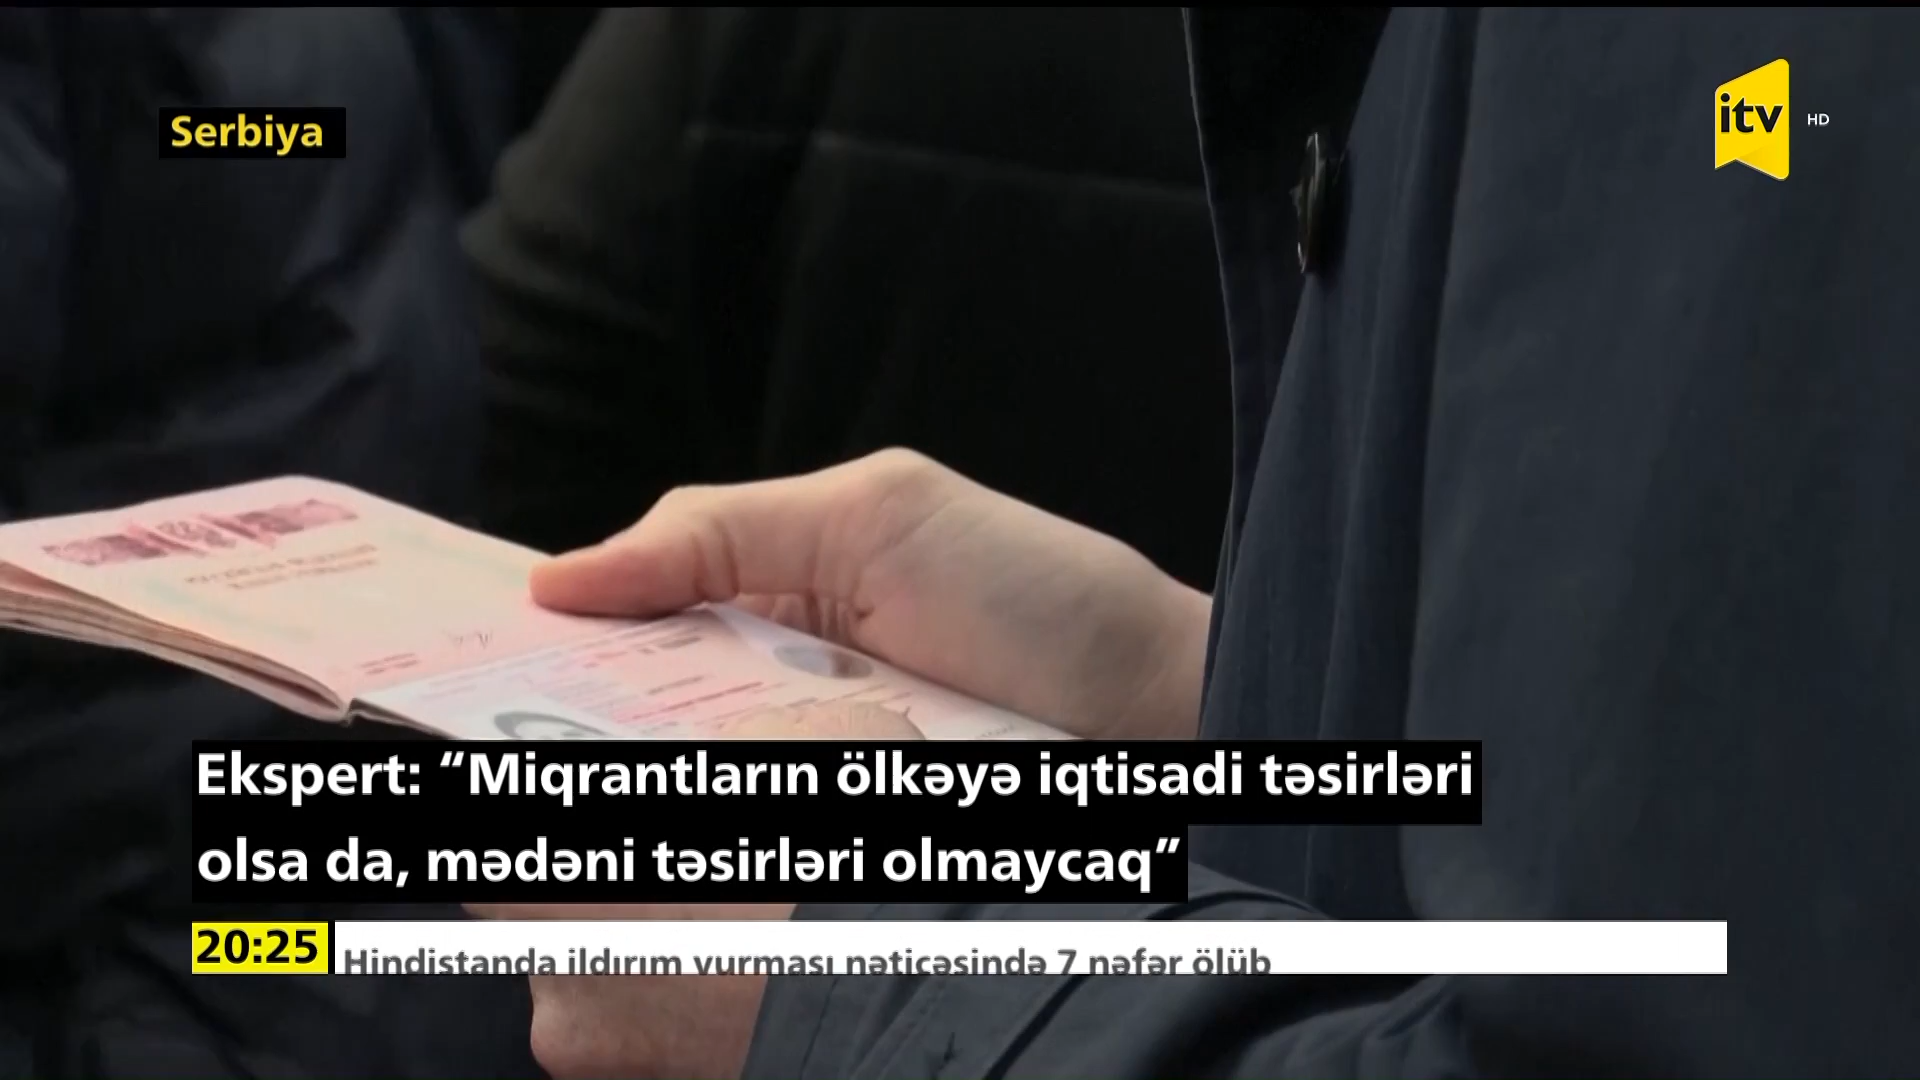 Serbiya
itv HD
Ekspert: “Miqrantların ölkəyə iqtisadi təsirləri
olsa da, mədəni təsirləri olmaycaq”
20:25 Hindistanda ildırım vurması nəticəsində 7 nəfər ölüb